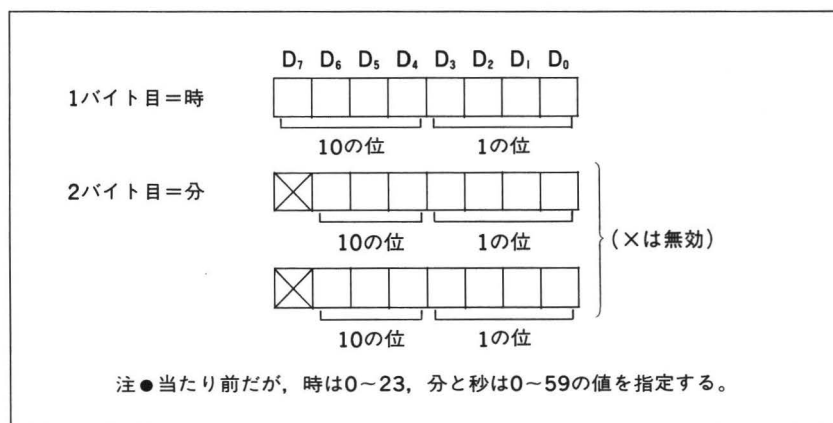 D₇ D₆ D₅ D₄ D₃ D₂ D₁ D₀
1バイト目=時
10の位 1の位
2バイト目=分
10の位 1の位
(×は無効)
10の位 1の位
注●当たり前だが，時は0~23，分と秒は0~59の値を指定する。